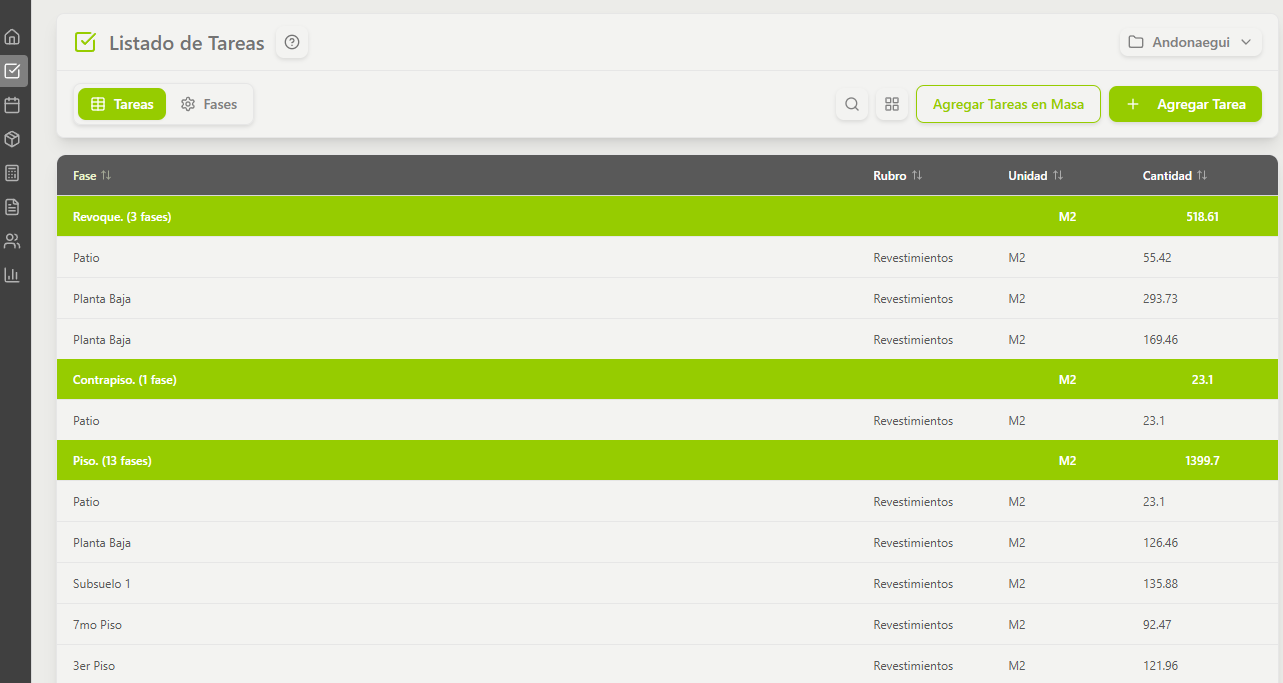 Listado de Tareas
Andonaegui
Tareas Fases Agregar Tareas en Masa + Agregar Tarea
Fase Rubro Unidad Cantidad
Revoque. (3 fases) M2 518.61
Patio Revestimientos M2 55.42
Planta Baja Revestimientos M2 293.73
Planta Baja Revestimientos M2 169.46
Contrapiso. (1 fase) M2 23.1
Patio Revestimientos M2 23.1
Piso. (13 fases) M2 1399.7
Patio Revestimientos M2 23.1
Planta Baja Revestimientos M2 126.46
Subsuelo 1 Revestimientos M2 135.88
7mo Piso Revestimientos M2 92.47
3er Piso Revestimientos M2 121.96